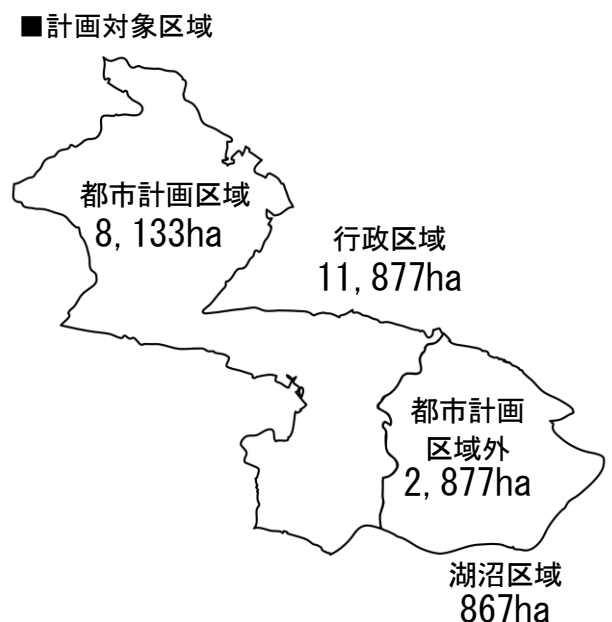 ■計画対象区域
都市計画区域
8,133ha
行政区域
11,877ha
都市計画
区域外
2,877ha
湖沼区域
867ha